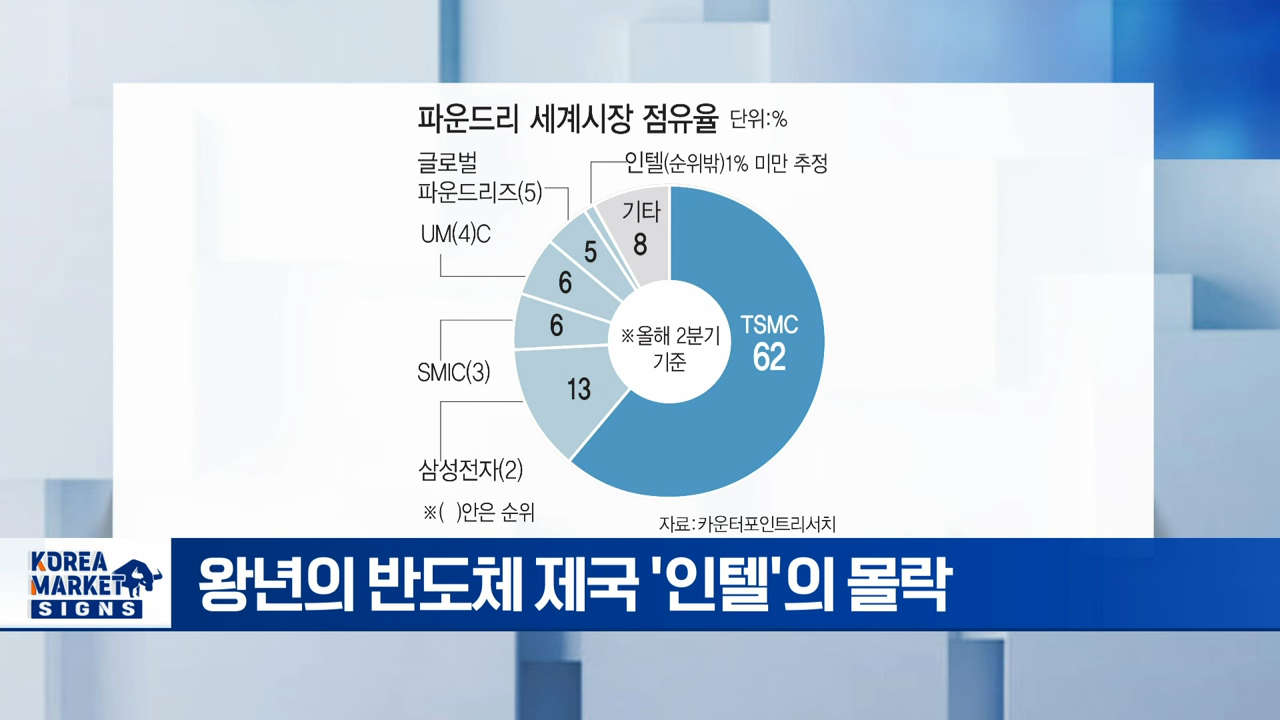 파운드리 세계시장 점유율 단위:%
글로벌
파운드리즈(5)
인텔(순위밖)1% 미만 추정
UM(4)C
SMIC(3)
삼성전자(2)
기타
8
5
6
6
13
TSMC
62
※올해 2분기
기준
※( )안은 순위
자료:카운터포인트리서치
KOREA
MARKET
SIGNS
왕년의 반도체 제국 '인텔'의 몰락